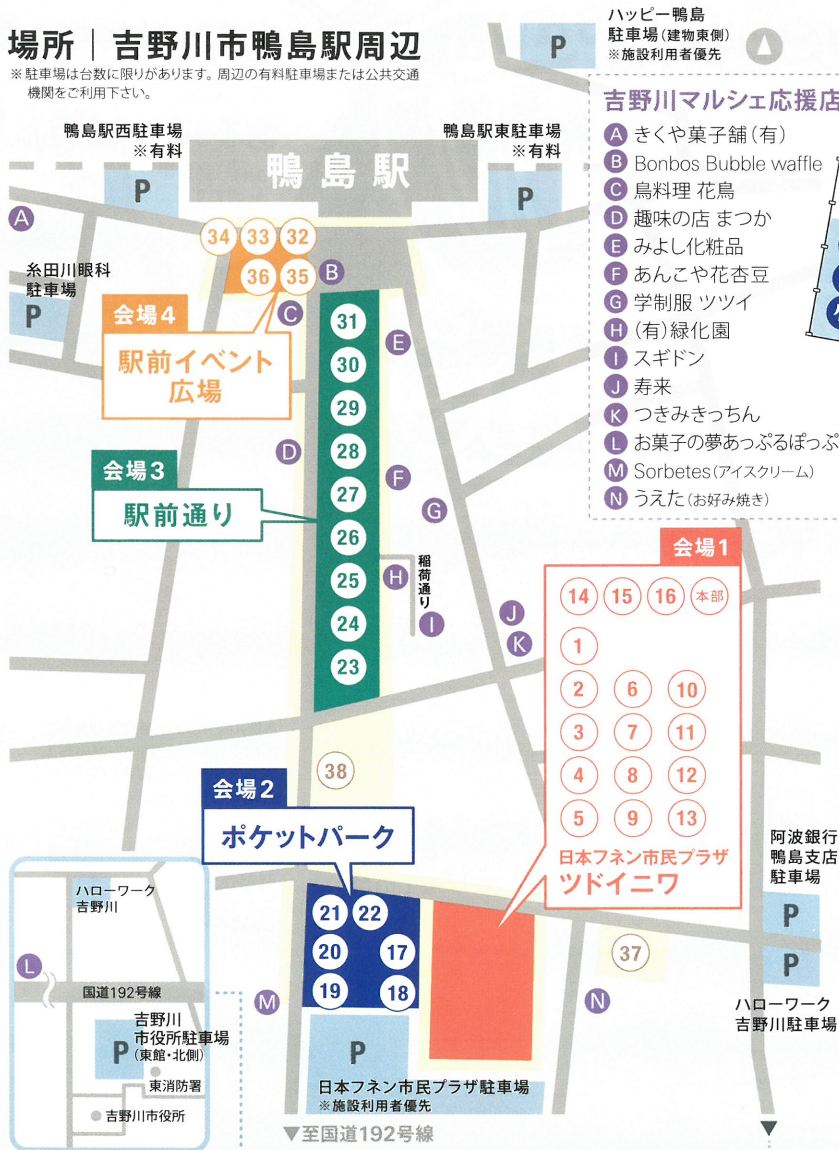 場所｜吉野川市鴨島駅周辺
※駐車場は台数に限りがあります。周辺の有料駐車場または公共交通
機関をご利用下さい。
ハッピー鴨島
駐車場(建物東側)
※施設利用者優先
P
吉野川マルシェ応援店
A きくや菓子舗(有)
B Bonbos Bubble waffle
C 鳥料理 花鳥
D 趣味の店 まつか
E みよし化粧品
F あんこや花杏豆
G 学制服 ツツイ
H (有)緑化園
I スギドン
J 寿来
K つきみきっちん
L お菓子の夢あっぷるぽっぷ
M Sorbetes(アイスクリーム)
N うえた(お好み焼き)
鴨島駅西駐車場
※有料
P
鴨島駅
鴨島駅東駐車場
※有料
P
A
糸田川眼科
駐車場
P
34 33 32
36 35
B
C
会場4
駅前イベント
広場
31
30
29
28
27
26
25
24
23
E
D
F
G
会場3
駅前通り
H
稲荷通り
I
J
K
会場1
14 15 16 本部
1
2 6 10
3 7 11
4 8 12
5 9 13
日本フネン市民プラザ
ツドイニワ
38
会場2
ポケットパーク
21 22
20 17
19 18
M
P
日本フネン市民プラザ駐車場
※施設利用者優先
▼至国道192号線
N
37
阿波銀行
鴨島支店
駐車場
P
P
ハローワーク
吉野川駐車場
ハローワーク
吉野川
L
国道192号線
吉野川
市役所駐車場
(東館・北側)
P
東消防署
吉野川市役所